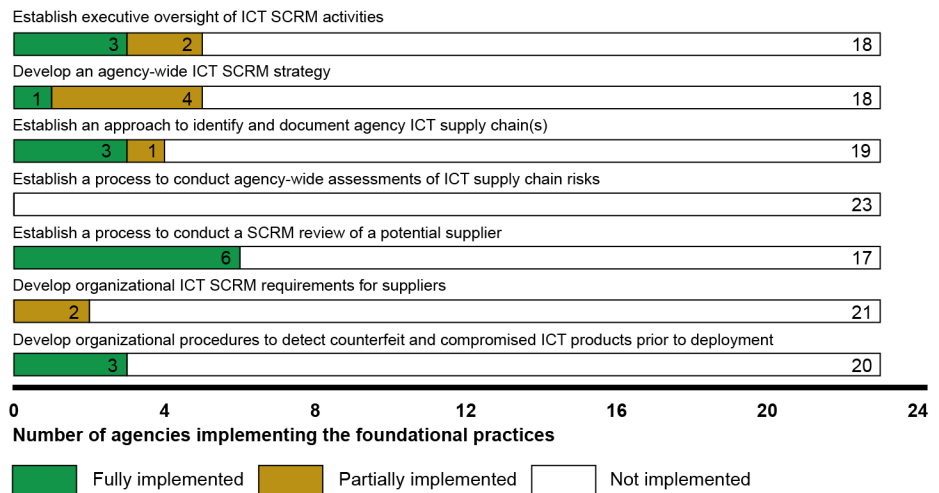 Establish executive oversight of ICT SCRM activities
3 2 18
Develop an agency-wide ICT SCRM strategy
1 4 18
Establish an approach to identify and document agency ICT supply chain(s)
3 1 19
Establish a process to conduct agency-wide assessments of ICT supply chain risks
23
Establish a process to conduct a SCRM review of a potential supplier
6 17
Develop organizational ICT SCRM requirements for suppliers
2 21
Develop organizational procedures to detect counterfeit and compromised ICT products prior to deployment
3 20
0 4 8 12 16 20 24
Number of agencies implementing the foundational practices
Fully implemented Partially implemented Not implemented